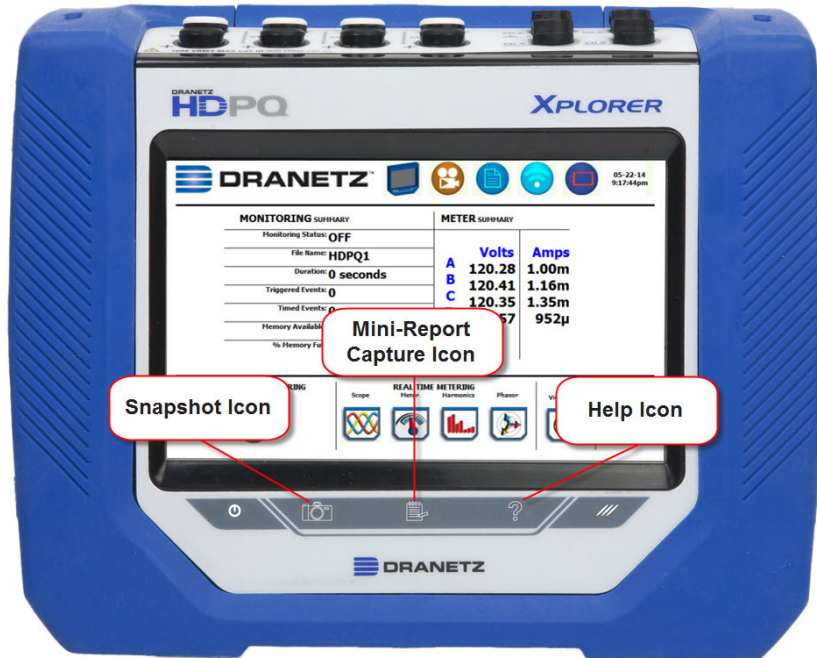 DRANETZ
HDPQ
XPLORER
DRANETZ
05-22-14
9:17:44pm
MONITORING SUMMARY
METER SUMMARY
Monitoring Status: OFF
File Name: HDPQ1
Duration: 0 seconds
Triggered Events: 0
Timed Events:
Memory Available
% Memory
Volts Amps
A 120.28 1.00m
B 120.41 1.16m
C 120.35 1.35m
57 952µ
Mini-Report
Capture Icon
Snapshot Icon
Help Icon
REAL TIME METERING
Scope Meter Harmonics Phasor
DRANETZ